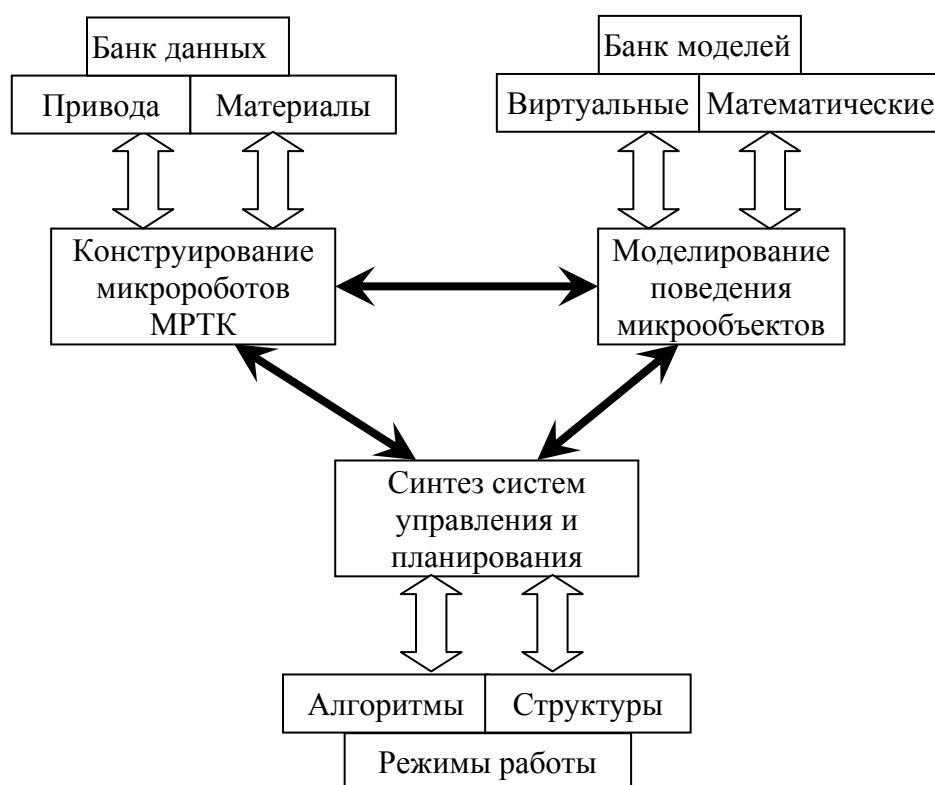 Банк данных
Банк моделей
Привода
Материалы
Виртуальные
Математические
Конструирование
микророботов
МРТК
Моделирование
поведения
микрообъектов
Синтез систем
управления и
планирования
Алгоритмы
Структуры
Режимы работы